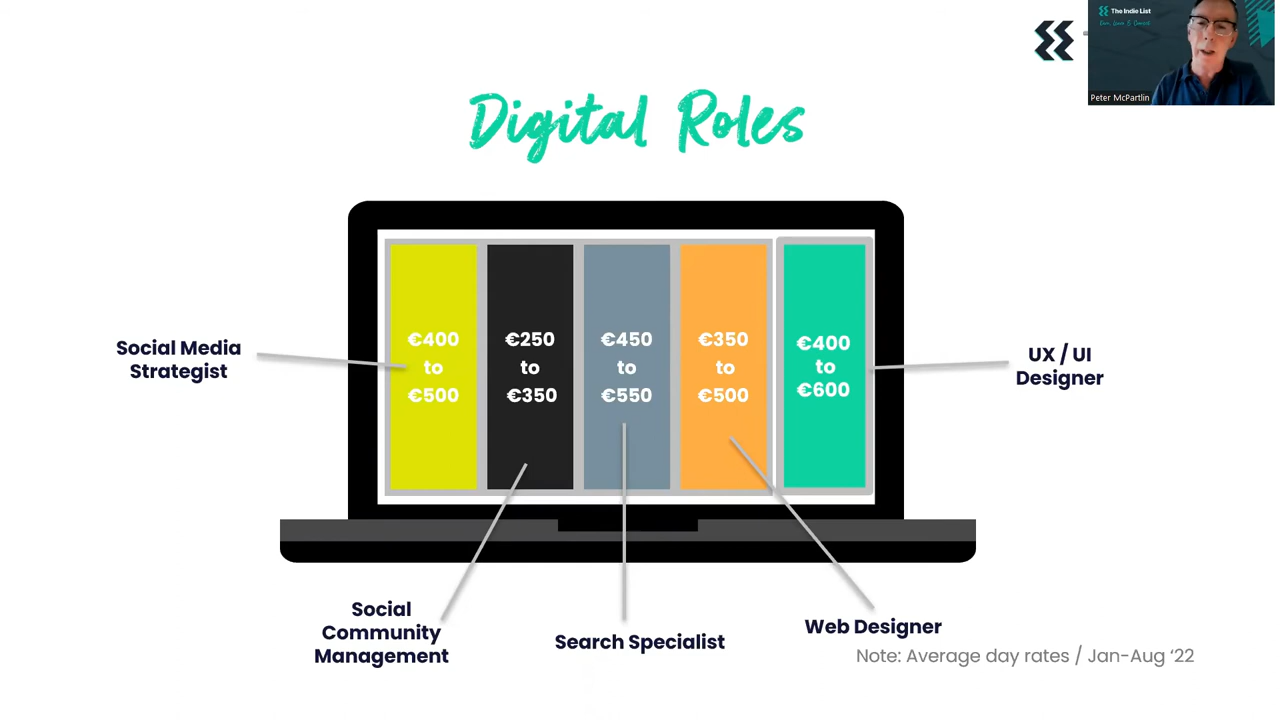 The Indie List
Peter McPartlin
Digital Roles
€400
to
€500
€250
to
€350
€450
to
€550
€350
to
€500
€400
to
€600
Social Media
Strategist
UX / UI
Designer
Social
Community
Management
Search Specialist
Web Designer
Note: Average day rates / Jan-Aug ‘22